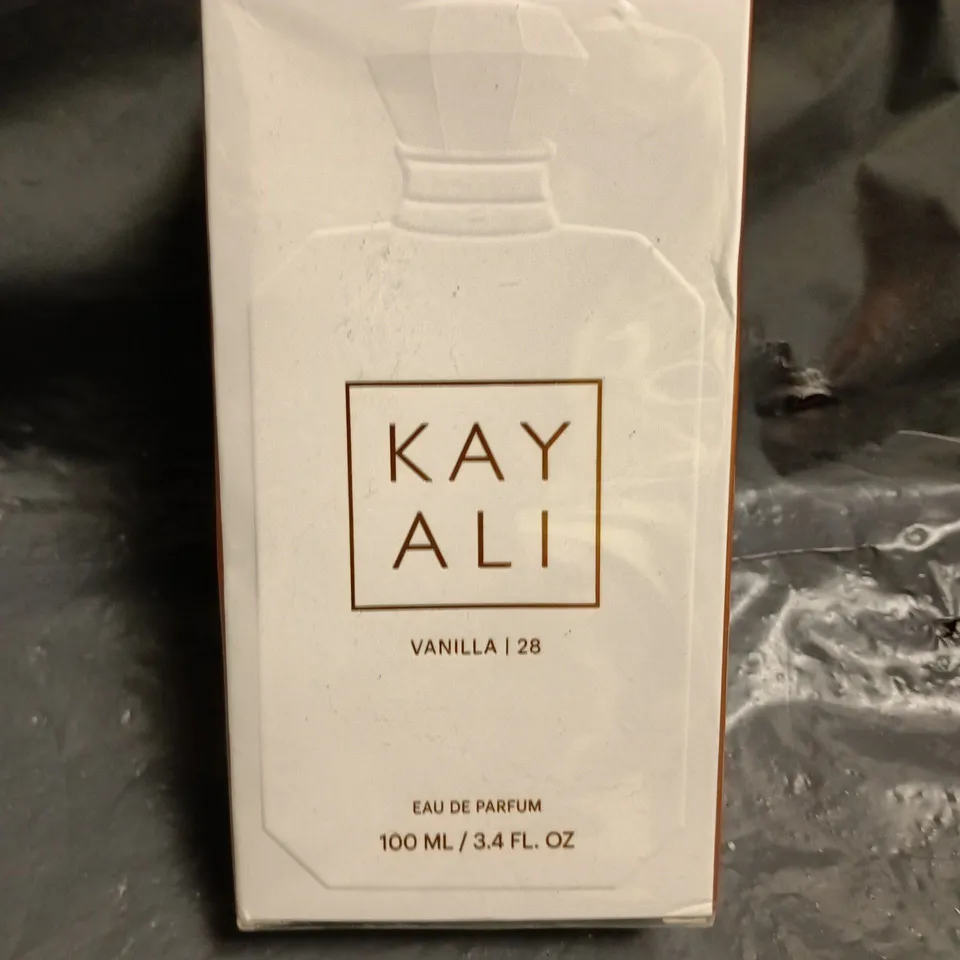 KAY
ALI
VANILLA | 28
EAU DE PARFUM
100 ML / 3.4 FL. OZ